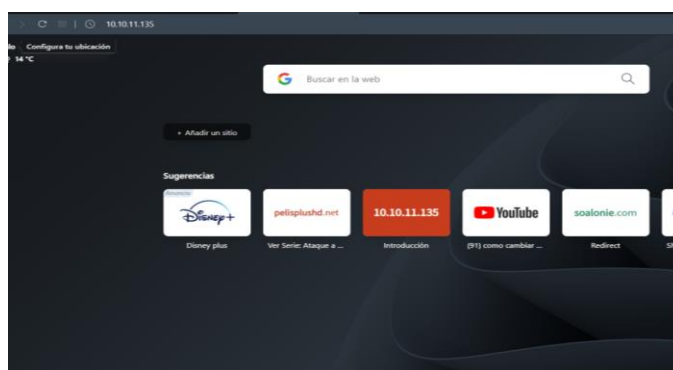 10.10.11.135
Configura tu ubicación
14 °C
Buscar en la web
+ Añadir un sitio
Sugerencias
Anuncio
Disney+
pelisplushd.net
10.10.11.135
YouTube
soalonie.com
Disney plus
Ver Serie: Ataque a ...
Introducción
(91) como cambiar ...
Redirect